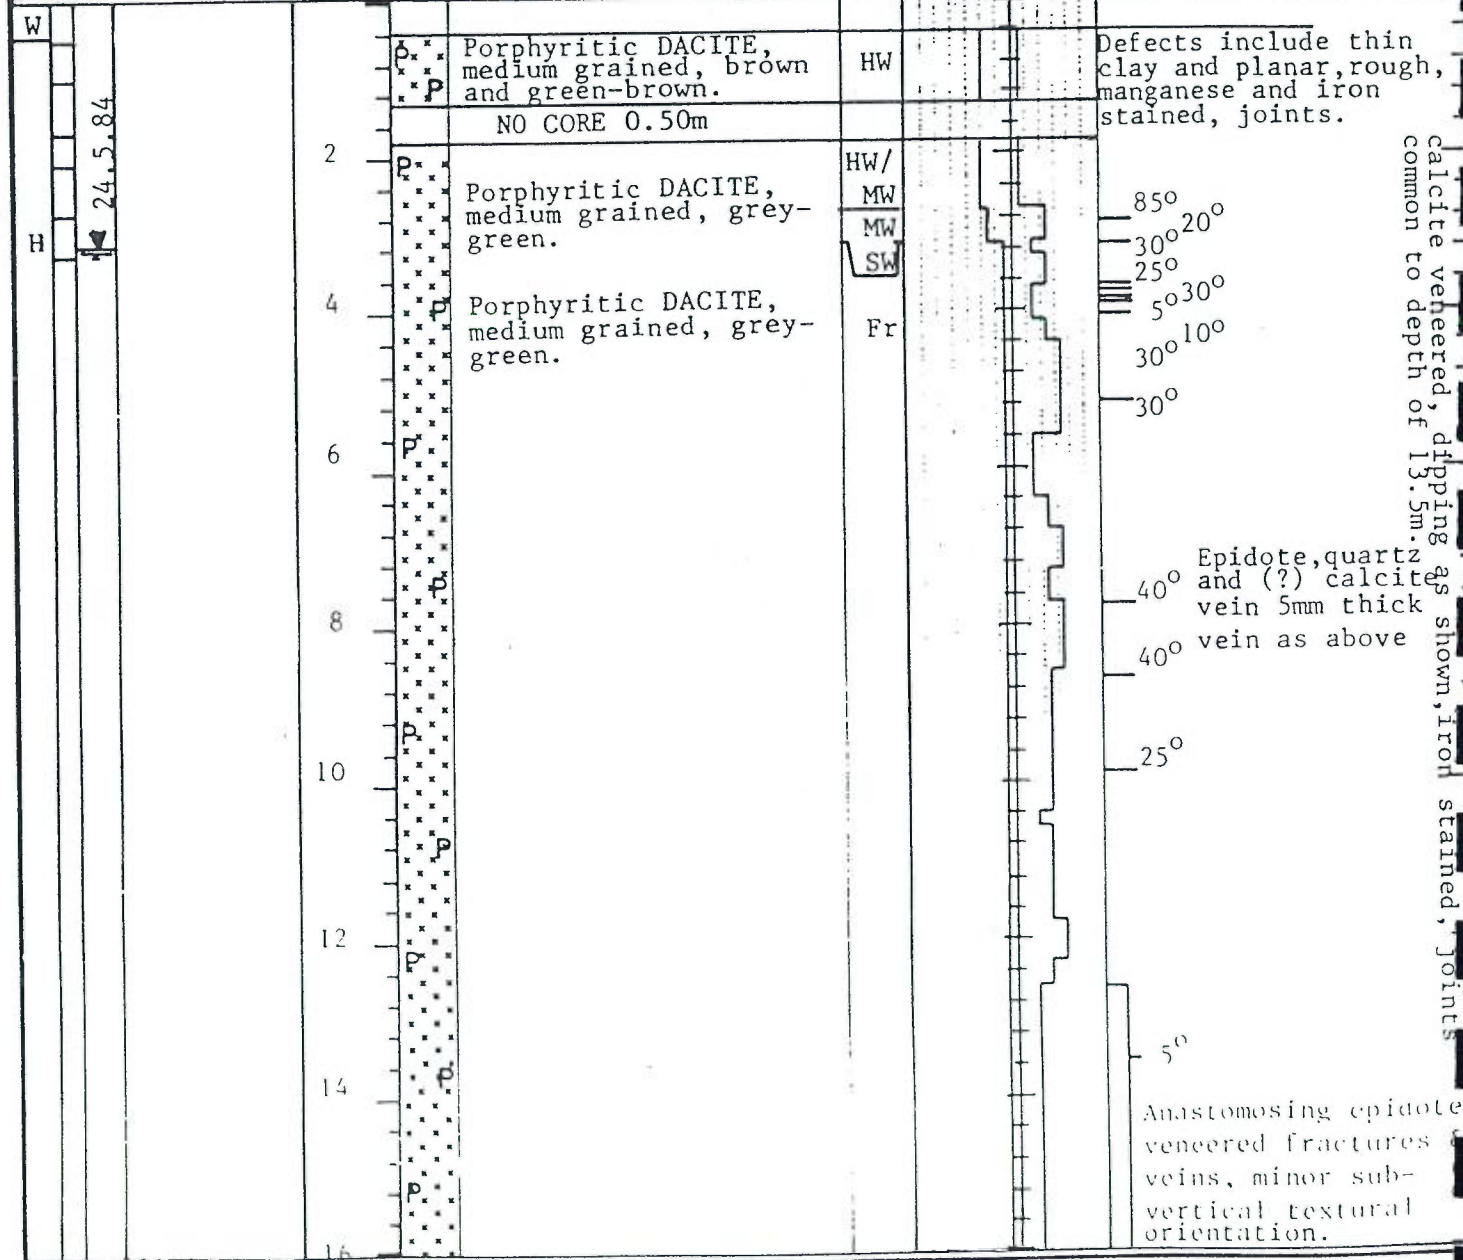 W
Porphyritic DACITE,
medium grained, brown
and green-brown.
HW
Defects include thin
clay and planar,rough,
manganese and iron
stained, joints.
NO CORE 0.50m
24.5.84
H
2
Porphyritic DACITE,
medium grained, grey-
green.
HW/
MW
MW
SW
85°
20°
30°
25°
30°
5°
4
Porphyritic DACITE,
medium grained, grey-
green.
Fr
10°
30°
30°
calcite veneered, dipping as shown,iron stained, joints
common to depth of 13.5m.
6
8
40°
Epidote,quartz
and (?) calcite
vein 5mm thick
40°
vein as above
10
25°
12
14
5°
Anastomosing epidote
veneered fractures &
veins, minor sub-
vertical textural
orientation.
16